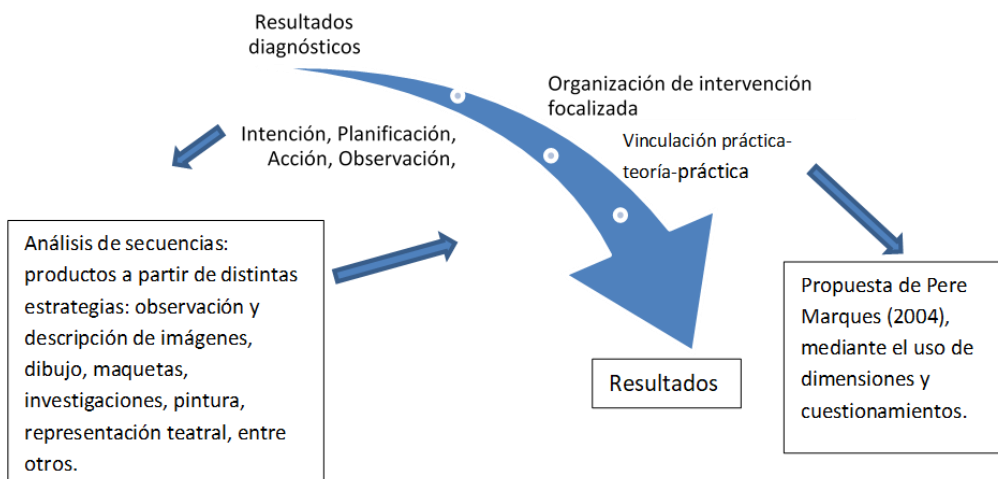 Resultados
diagnósticos
Organización de intervención
focalizada
Intención, Planificación,
Acción, Observación,
Vinculación práctica-
teoría-práctica
Análisis de secuencias:
productos a partir de distintas
estrategias: observación y
descripción de imágenes,
dibujo, maquetas,
investigaciones, pintura,
representación teatral, entre
otros.
Propuesta de Pere
Marques (2004),
mediante el uso de
dimensiones y
cuestionamientos.
Resultados